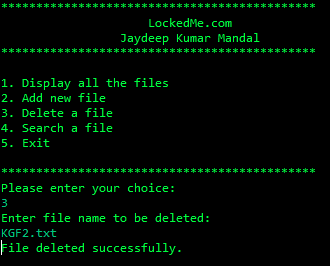 *********************************************
LockedMe.com
Jaydeep Kumar Mandal
*********************************************
1. Display all the files
2. Add new file
3. Delete a file
4. Search a file
5. Exit
*********************************************
Please enter your choice:
3
Enter file name to be deleted:
KGF2.txt
File deleted successfully.